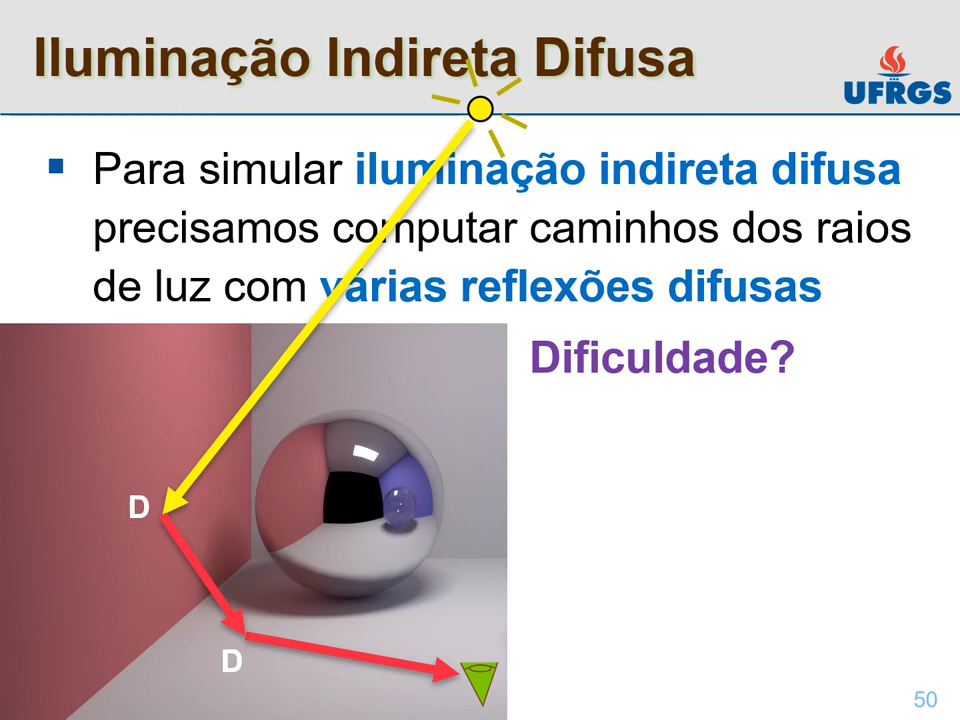 Iluminação Indireta Difusa
UFRGS
Para simular iluminação indireta difusa
precisamos computar caminhos dos raios
de luz com várias reflexões difusas
Dificuldade?
D
D
50